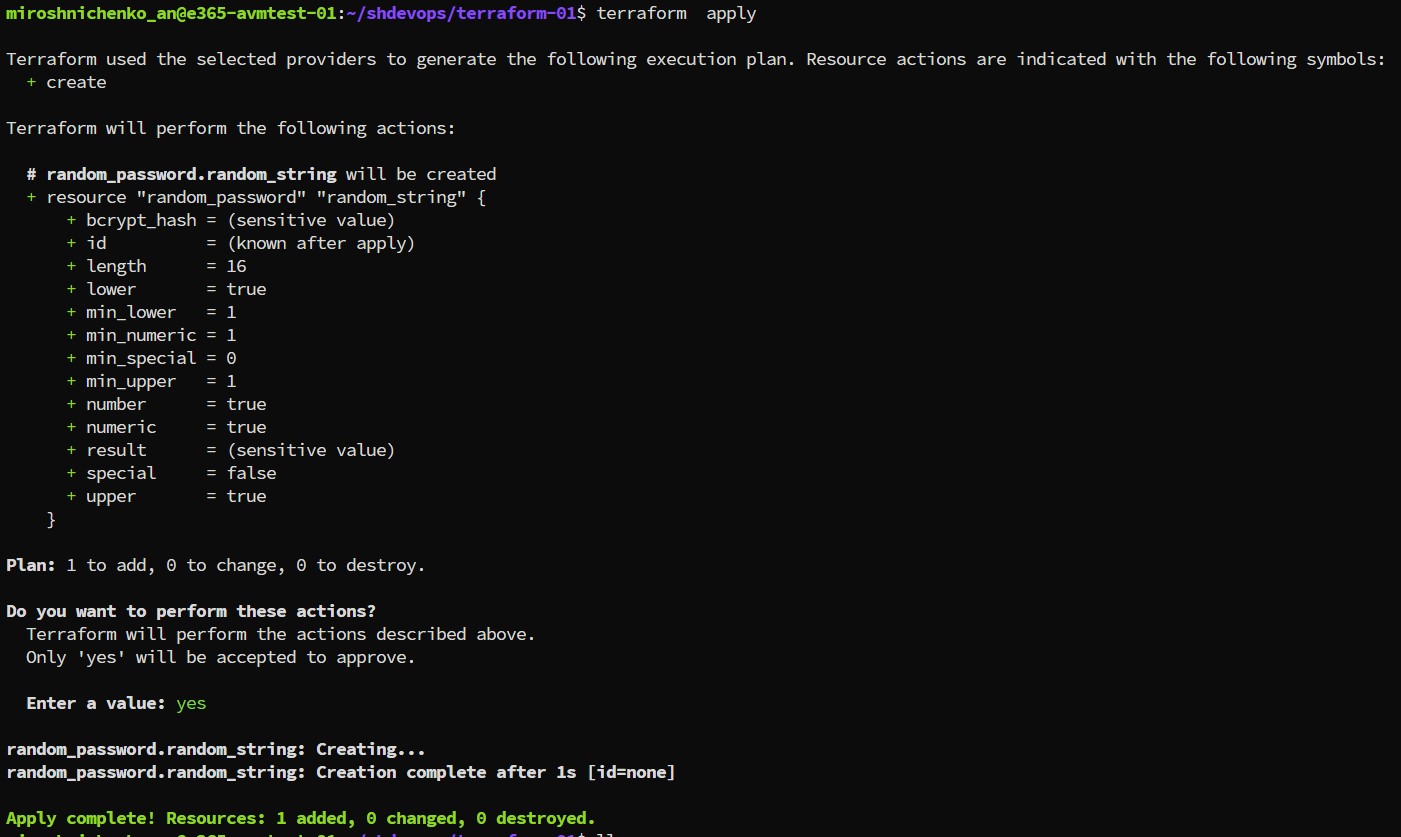 miroshnichenko_an@e365-avmtest-01:~/shdevops/terraform-01$ terraform  apply
Terraform used the selected providers to generate the following execution plan. Resource actions are indicated with the following symbols:
+ create
Terraform will perform the following actions:
# random_password.random_string will be created
+ resource "random_password" "random_string" {
+ bcrypt_hash = (sensitive value)
+ id          = (known after apply)
+ length      = 16
+ lower       = true
+ min_lower   = 1
+ min_numeric = 1
+ min_special = 0
+ min_upper   = 1
+ number      = true
+ numeric     = true
+ result      = (sensitive value)
+ special     = false
+ upper       = true
}
Plan: 1 to add, 0 to change, 0 to destroy.
Do you want to perform these actions?
Terraform will perform the actions described above.
Only 'yes' will be accepted to approve.
Enter a value: yes
random_password.random_string: Creating...
random_password.random_string: Creation complete after 1s [id=none]
Apply complete! Resources: 1 added, 0 changed, 0 destroyed.